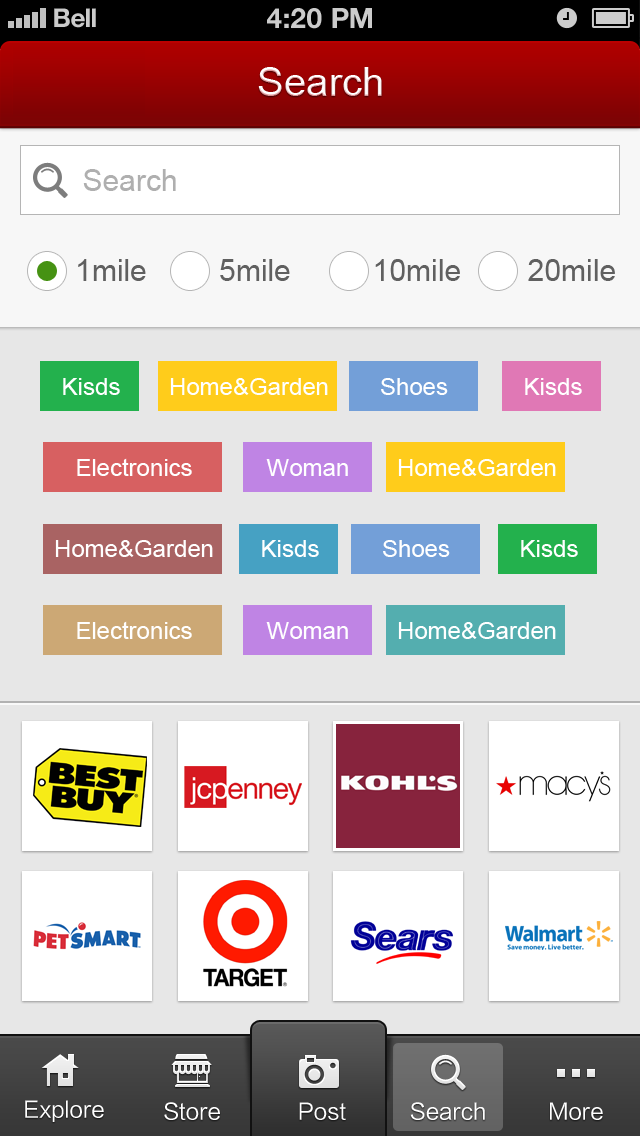 Bell 4:20 PM
Search
Search
1mile 5mile 10mile 20mile
Kisds Home&Garden Shoes Kisds
Electronics Woman Home&Garden
Home&Garden Kisds Shoes Kisds
Electronics Woman Home&Garden
BEST BUY jcpenney KOHL'S macy's
PETSMART TARGET Sears Walmart
Save money. Live better.
Explore Store Post Search More